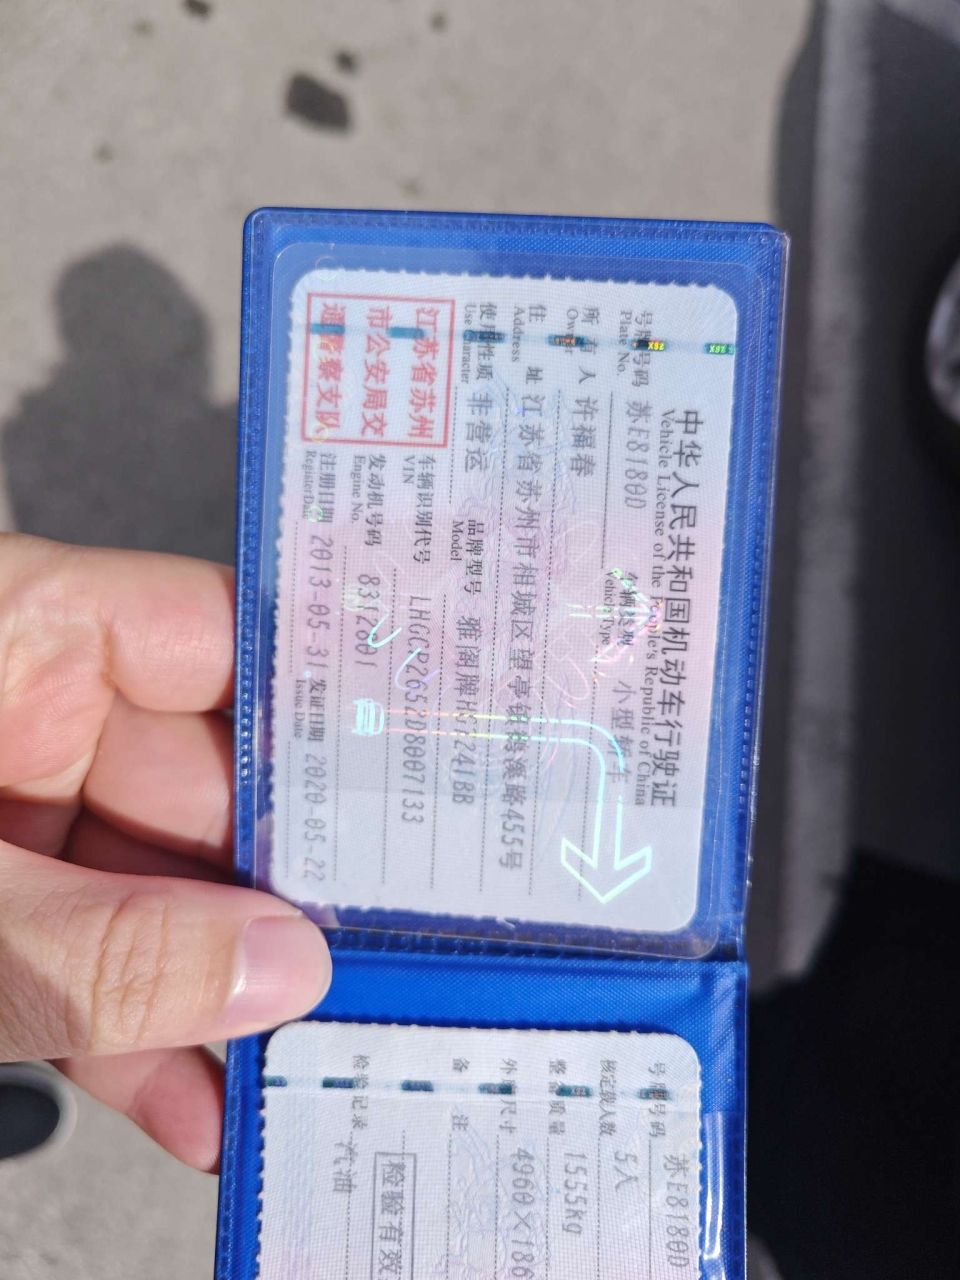 中华人民共和国机动车行驶证
Vehicle License of the People's Republic of China
号牌号码 苏E8180D 车辆类型 小型轿车
Plate No. Vehicle Type
所有人 许福春
Owner
住址 江苏省苏州市相城区望亭镇 溪路455号
Address
使用性质 非营运 品牌型号 雅阁牌 241BB
Use Character Model
江苏省苏州
市公安局交
通警察支队
车辆识别代号 LHGCP2652D8007133
VIN
发动机号码 8312601
Engine No.
注册日期 2013-05-31 发证日期 2020-05-22
Register Date Issue Date
号牌号码 苏E8180D
核定载人数 5人
整备质量 1555kg
外廓尺寸 4960×186
备注
检验有效
检验记录 汽油